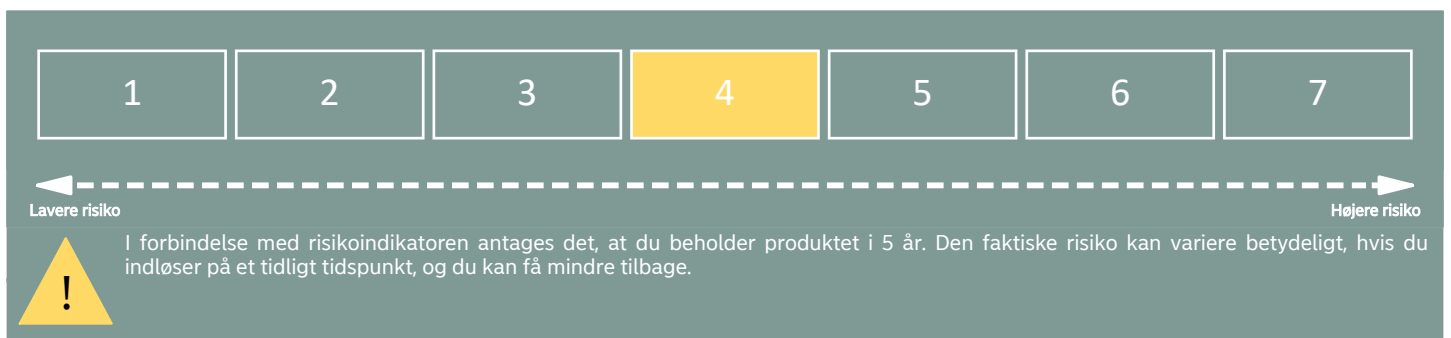 1 2 3 4 5 6 7
Lavere risiko Højere risiko
I forbindelse med risikoindikatoren antages det, at du beholder produktet i 5 år. Den faktiske risiko kan variere betydeligt, hvis du
indløser på et tidligt tidspunkt, og du kan få mindre tilbage.
!